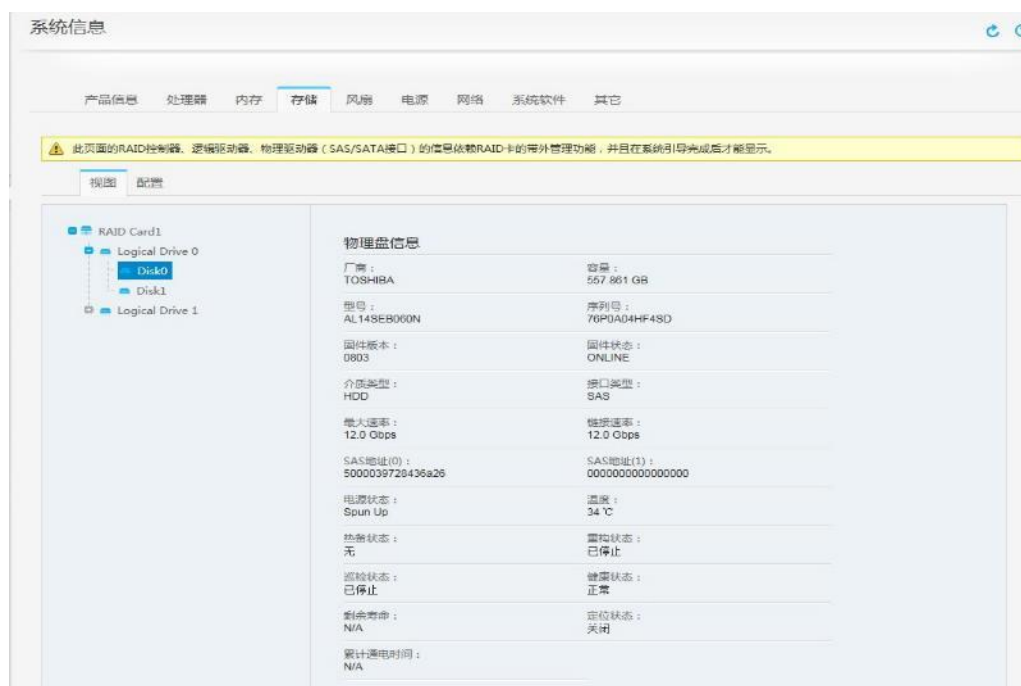 系统信息
产品信息 处理器 内存 存储 风扇 电源 网络 系统软件 其它
此页面的RAID控制器、逻辑驱动器、物理驱动器（SAS/SATA接口）的信息依赖RAID卡的带外管理功能，并且在系统引导完成后才能显示。
视图 配置
RAID Card1
Logical Drive 0
Disk0
Disk1
Logical Drive 1
物理盘信息
厂商： 容量：
TOSHIBA 557.861 GB
型号： 序列号：
AL14SEB060N 76P0A04HF4SD
固件版本： 固件状态：
0803 ONLINE
介质类型： 接口类型：
HDD SAS
最大速率： 链接速率：
12.0 Gbps 12.0 Gbps
SAS地址(0)： SAS地址(1)：
5000039728436a26 0000000000000000
电源状态： 温度：
Spun Up 34 ℃
热备状态： 重构状态：
无 已停止
巡检状态： 健康状态：
已停止 正常
剩余寿命： 定位状态：
N/A 关闭
累计通电时间：
N/A